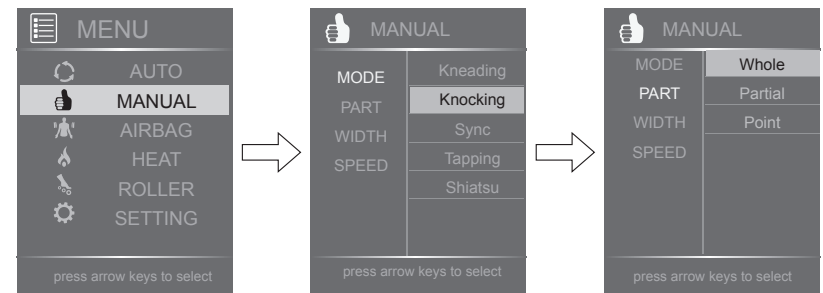 MENU
AUTO
MANUAL
AIRBAG
HEAT
ROLLER
SETTING
press arrow keys to select
MANUAL
MODE
PART
WIDTH
SPEED
Kneading
Knocking
Sync
Tapping
Shiatsu
press arrow keys to select
MANUAL
MODE
PART
WIDTH
SPEED
Whole
Partial
Point
press arrow keys to select